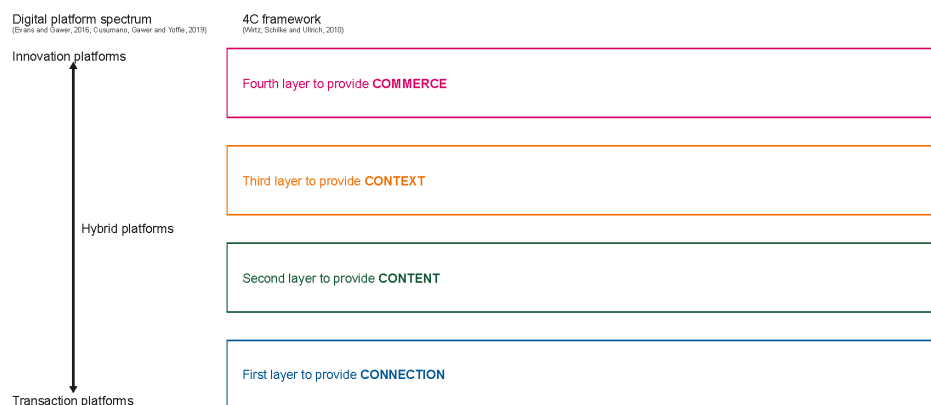 Digital platform spectrum
(Evans and Gawer, 2016; Cusumano, Gawer and Yoffie, 2019)
4C framework
(Wirtz, Schilke and Ullrich, 2010)
Innovation platforms
Fourth layer to provide COMMERCE
Third layer to provide CONTEXT
Hybrid platforms
Second layer to provide CONTENT
First layer to provide CONNECTION
Transaction platforms